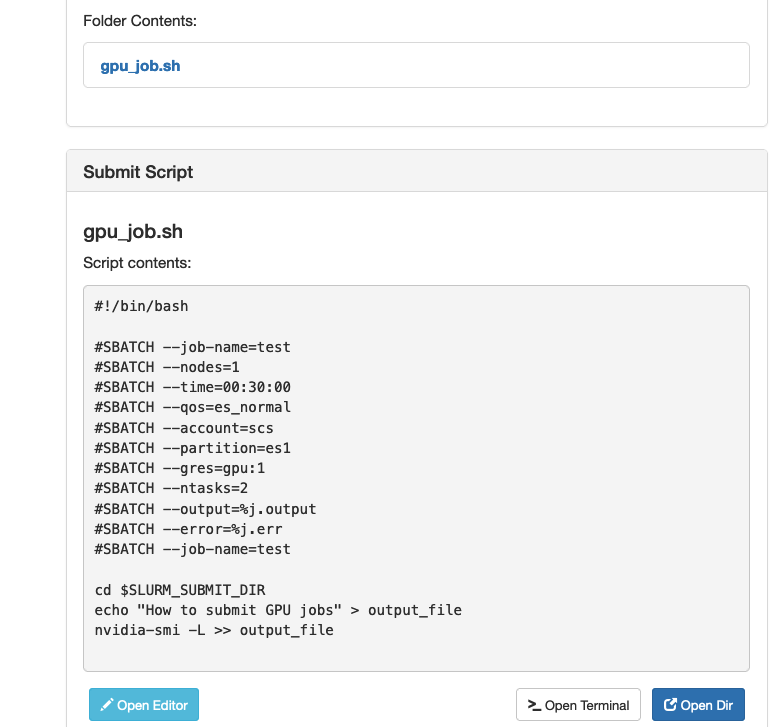 Folder Contents:
gpu_job.sh
Submit Script
gpu_job.sh
Script contents:
#!/bin/bash
#SBATCH --job-name=test
#SBATCH --nodes=1
#SBATCH --time=00:30:00
#SBATCH --qos=es_normal
#SBATCH --account=scs
#SBATCH --partition=es1
#SBATCH --gres=gpu:1
#SBATCH --ntasks=2
#SBATCH --output=%j.output
#SBATCH --error=%j.err
#SBATCH --job-name=test
cd $SLURM_SUBMIT_DIR
echo "How to submit GPU jobs" > output_file
nvidia-smi -L >> output_file
Open Editor
Open Terminal
Open Dir